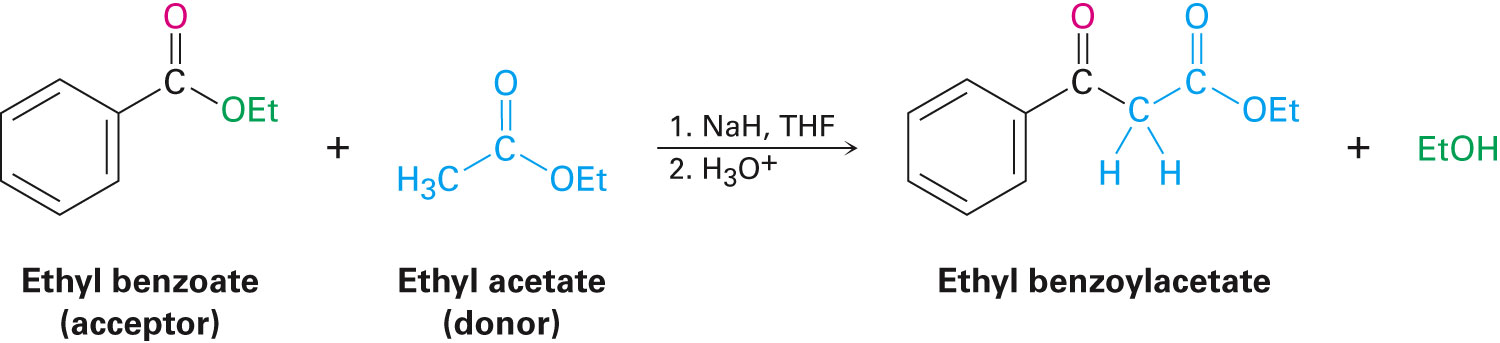 O
C
OEt
+
O
C
H₃C
OEt
1. NaH, THF
2. H₃O⁺
O
C
C
H H
O
C
OEt
+
EtOH
Ethyl benzoate
(acceptor)
Ethyl acetate
(donor)
Ethyl benzoylacetate